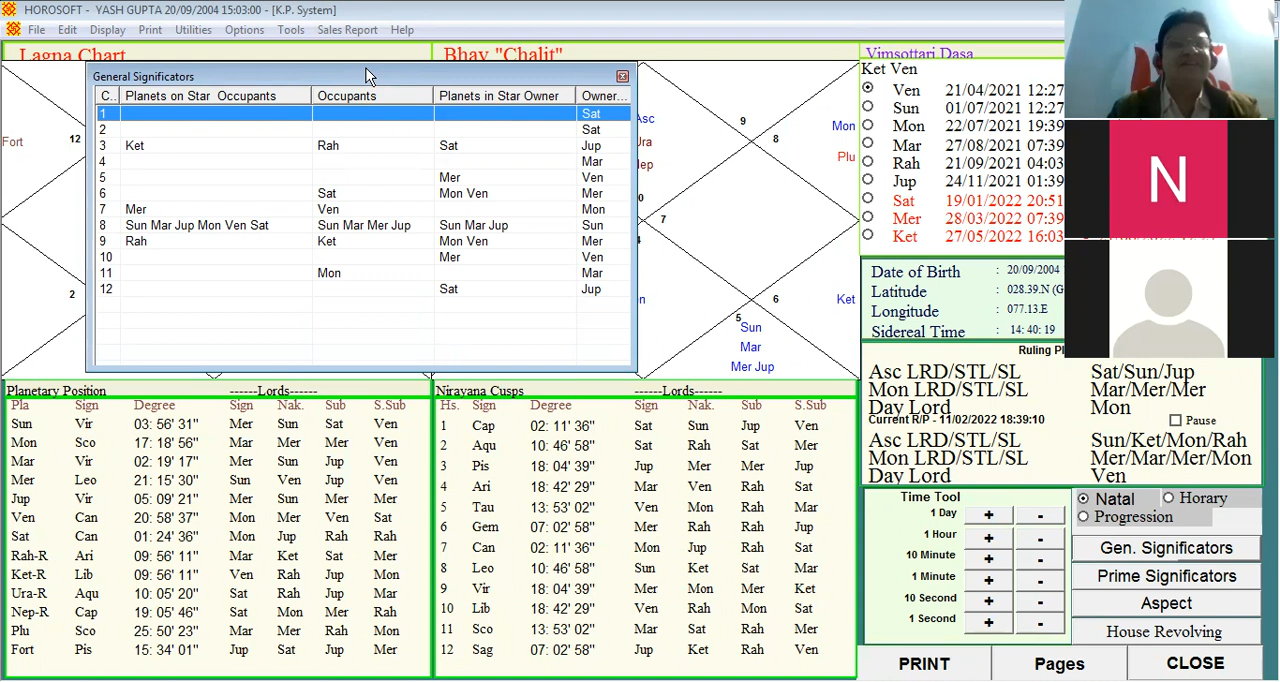 HOROSOFT - YASH GUPTA 20/09/2004 15:03:00 - [K.P. System]
File Edit Display Print Utilities Options Tools Sales Report Help
Lagna Chart
Bhav "Chalit"
Vimsottari Dasa
General Significators
C.. Planets on Star Occupants Occupants Planets in Star Owner Owner...
1 Sat
2 Sat
3 Ket Rah Sat Jup
4 Mar
5 Mer Ven
6 Sat Mon Ven Mer
7 Mer Ven Mon
8 Sun Mar Jup Mon Ven Sat Sun Mar Mer Jup Sun Mar Jup Sun
9 Rah Ket Mon Ven Mer
10 Mer Ven
11 Mon Mar
12 Sat Jup
Fort
12
2
Asc
9
8
Mon
Plu
7
6
Ket
5
Sun
Mar
Mer Jup
Ket Ven
Ven 21/04/2021 12:27
Sun 01/07/2021 12:27
Mon 22/07/2021 19:39
Mar 27/08/2021 07:39
Rah 21/09/2021 04:03
Jup 24/11/2021 01:39
Sat 19/01/2022 20:51
Mer 28/03/2022 07:39
Ket 27/05/2022 16:03
N
Date of Birth : 20/09/2004
Latitude : 028.39.N (G
Longitude : 077.13.E
Sidereal Time : 14: 40: 19
Ruling Pl
Asc LRD/STL/SL Sat/Sun/Jup
Mon LRD/STL/SL Mar/Mer/Mer
Day Lord Mon
Current R/P - 11/02/2022 18:39:10 Pause
Asc LRD/STL/SL Sun/Ket/Mon/Rah
Mon LRD/STL/SL Mer/Mar/Mer/Mon
Day Lord Ven
Planetary Position ------Lords------
Pla Sign Degree Sign Nak. Sub S.Sub
Sun Vir 03: 56' 31" Mer Sun Sat Ven
Mon Sco 17: 18' 56" Mar Mer Mer Ven
Mar Vir 02: 19' 17" Mer Sun Jup Ven
Mer Leo 21: 15' 30" Sun Ven Jup Ven
Jup Vir 05: 09' 21" Mer Sun Mer Mer
Ven Can 20: 58' 37" Mon Mer Ven Sat
Sat Can 01: 24' 36" Mon Jup Rah Rah
Rah-R Ari 09: 56' 11" Mar Ket Sat Mer
Ket-R Lib 09: 56' 11" Ven Rah Jup Mon
Ura-R Aqu 10: 05' 20" Sat Rah Jup Mar
Nep-R Cap 19: 05' 46" Sat Mon Mer Rah
Plu Sco 25: 50' 23" Mar Mer Rah Mon
Fort Pis 15: 34' 01" Jup Sat Jup Mer
Nirayana Cusps ------Lords------
Hs. Sign Degree Sign Nak. Sub S.Sub
1 Cap 02: 11' 36" Sat Sun Jup Ven
2 Aqu 10: 46' 58" Sat Rah Sat Mon
3 Pis 18: 04' 39" Jup Mer Mer Jup
4 Ari 18: 42' 29" Mar Ven Rah Sat
5 Tau 13: 53' 02" Ven Mon Rah Mer
6 Gem 07: 02' 58" Mer Rah Rah Jup
7 Can 02: 11' 36" Mon Jup Rah Sat
8 Leo 10: 46' 58" Sun Ket Sat Mar
9 Vir 18: 04' 39" Mer Mon Mer Ket
10 Lib 18: 42' 29" Ven Rah Mon Sat
11 Sco 13: 53' 02" Mar Sat Rah Mer
12 Sag 07: 02' 58" Jup Ket Rah Ven
Time Tool
1 Day + -
1 Hour + -
10 Minute + -
1 Minute + -
10 Second + -
1 Second + -
Natal Horary
Progression
Gen. Significators
Prime Significators
Aspect
House Revolving
PRINT Pages CLOSE